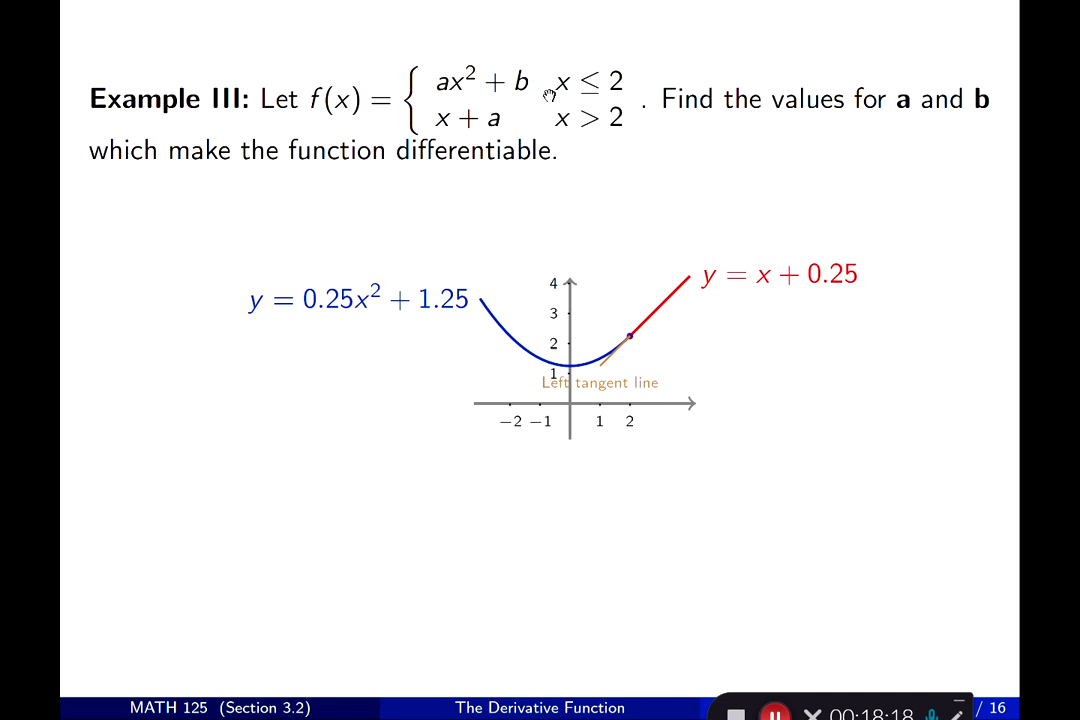 Example III: Let f(x) = { ax² + b x ≤ 2
x + a x > 2 . Find the values for a and b
which make the function differentiable.
y = x + 0.25
y = 0.25x² + 1.25
4
3
2
1
Left tangent line
−2 −1 1 2
MATH 125 (Section 3.2) The Derivative Function / 16
00:18:18